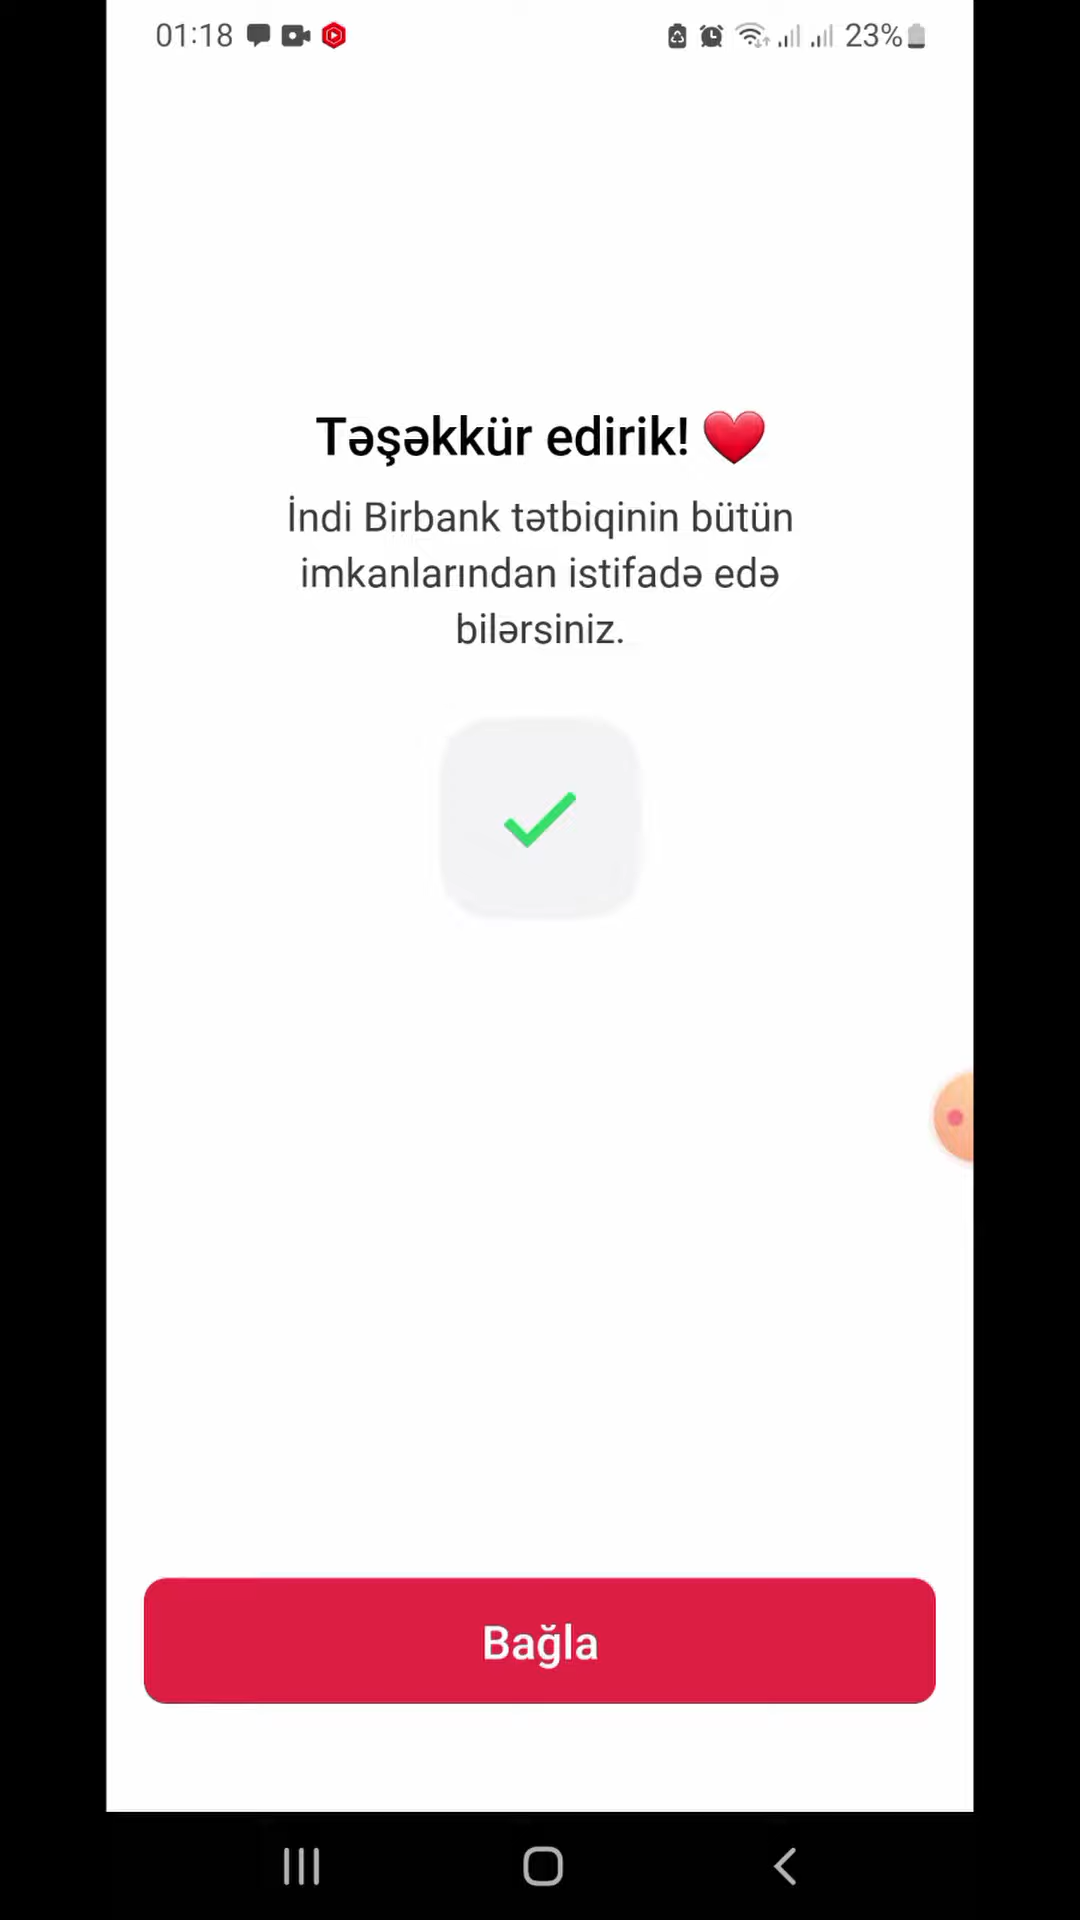 01:18 23%
Təşəkkür edirik! ❤️
İndi Birbank tətbiqinin bütün
imkanlarından istifadə edə
bilərsiniz.
Bağla